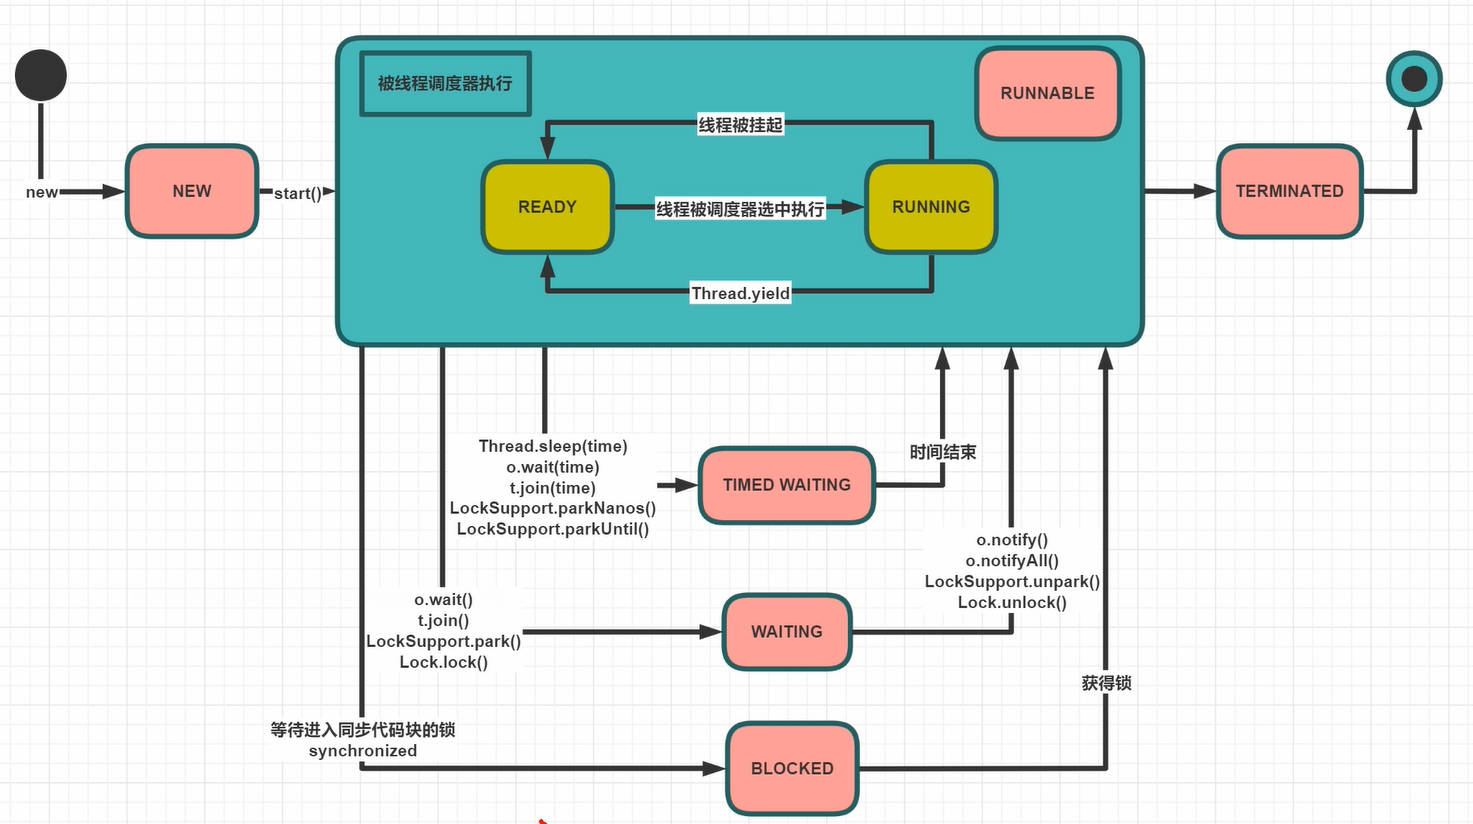 被线程调度器执行
RUNNABLE
线程被挂起
new
NEW
start()
READY
线程被调度器选中执行
RUNNING
TERMINATED
Thread.yield
Thread.sleep(time)
o.wait(time)
t.join(time)
LockSupport.parkNanos()
LockSupport.parkUntil()
TIMED WAITING
时间结束
o.notify()
o.notifyAll()
LockSupport.unpark()
Lock.unlock()
o.wait()
t.join()
LockSupport.park()
Lock.lock()
WAITING
获得锁
等待进入同步代码块的锁
synchronized
BLOCKED